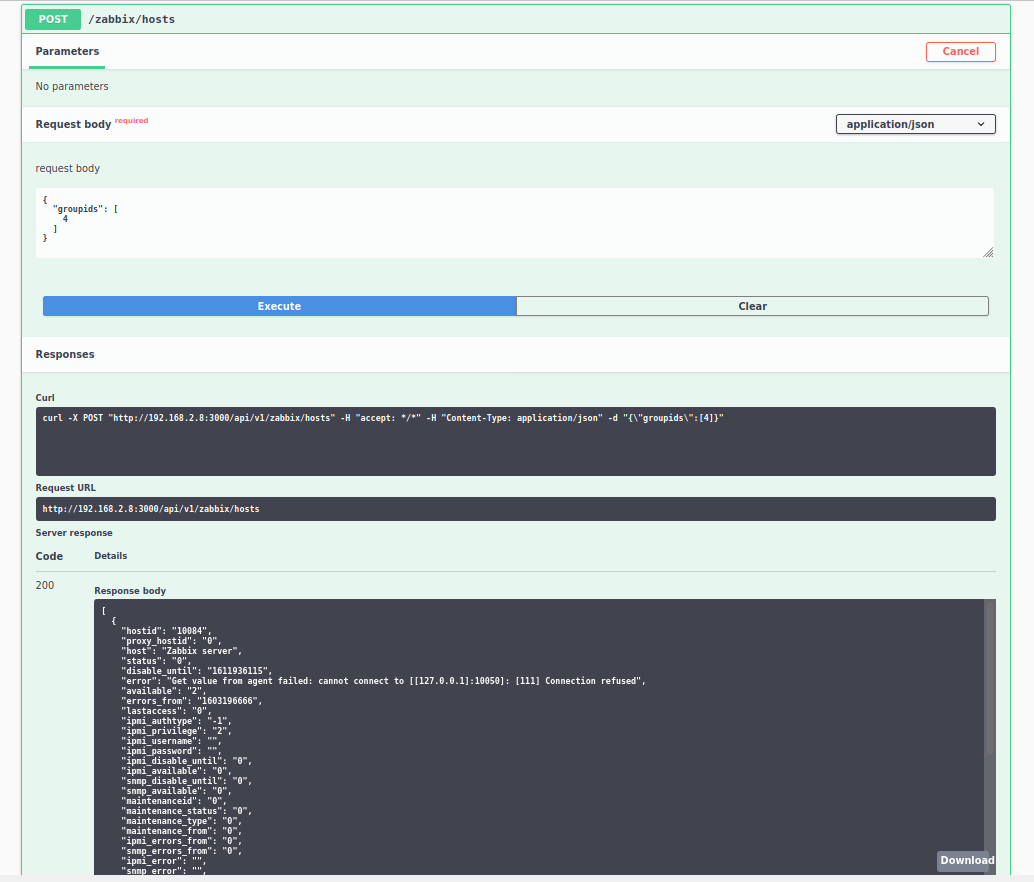 POST /zabbix/hosts
Parameters
Cancel
No parameters
Request body required
application/json
request body
{
  "groupids": [
    4
  ]
}
Execute
Clear
Responses
Curl
curl -X POST "http://192.168.2.8:3000/api/v1/zabbix/hosts" -H "accept: */*" -H "Content-Type: application/json" -d "{\"groupids\":[4]}"
Request URL
http://192.168.2.8:3000/api/v1/zabbix/hosts
Server response
Code Details
200
Response body
[
  {
    "hostid": "10084",
    "proxy_hostid": "0",
    "host": "Zabbix server",
    "status": "0",
    "disable_until": "1611936115",
    "error": "Get value from agent failed: cannot connect to [[127.0.0.1]:10050]: [111] Connection refused",
    "available": "2",
    "errors_from": "1603196666",
    "lastaccess": "0",
    "ipmi_authtype": "-1",
    "ipmi_privilege": "2",
    "ipmi_username": "",
    "ipmi_password": "",
    "ipmi_disable_until": "0",
    "ipmi_available": "0",
    "snmp_disable_until": "0",
    "snmp_available": "0",
    "maintenanceid": "0",
    "maintenance_status": "0",
    "maintenance_type": "0",
    "maintenance_from": "0",
    "ipmi_errors_from": "0",
    "snmp_errors_from": "0",
    "ipmi_error": "",
    "snmp_error": "",
Download